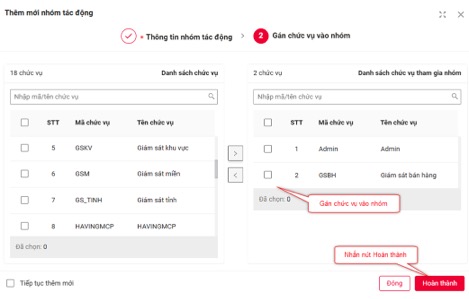 Thêm mới nhóm tác động
Thông tin nhóm tác động > 2 Gán chức vụ vào nhóm
18 chức vụ Danh sách chức vụ
Nhập mã/tên chức vụ
STT Mã chức vụ Tên chức vụ
5 GSKV Giám sát khu vực
6 GSM Giám sát miền
7 GS_TINH Giám sát tỉnh
8 HAVINGMCP HAVINGMCP
Đã chọn: 0
>
<
2 chức vụ Danh sách chức vụ tham gia nhóm
Nhập mã/tên chức vụ
STT Mã chức vụ Tên chức vụ
1 Admin Admin
2 GSBH Giám sát bán hàng
Đã chọn: 0
Gán chức vụ vào nhóm
Nhấn nút Hoàn thành
Tiếp tục thêm mới
Đóng Hoàn thành